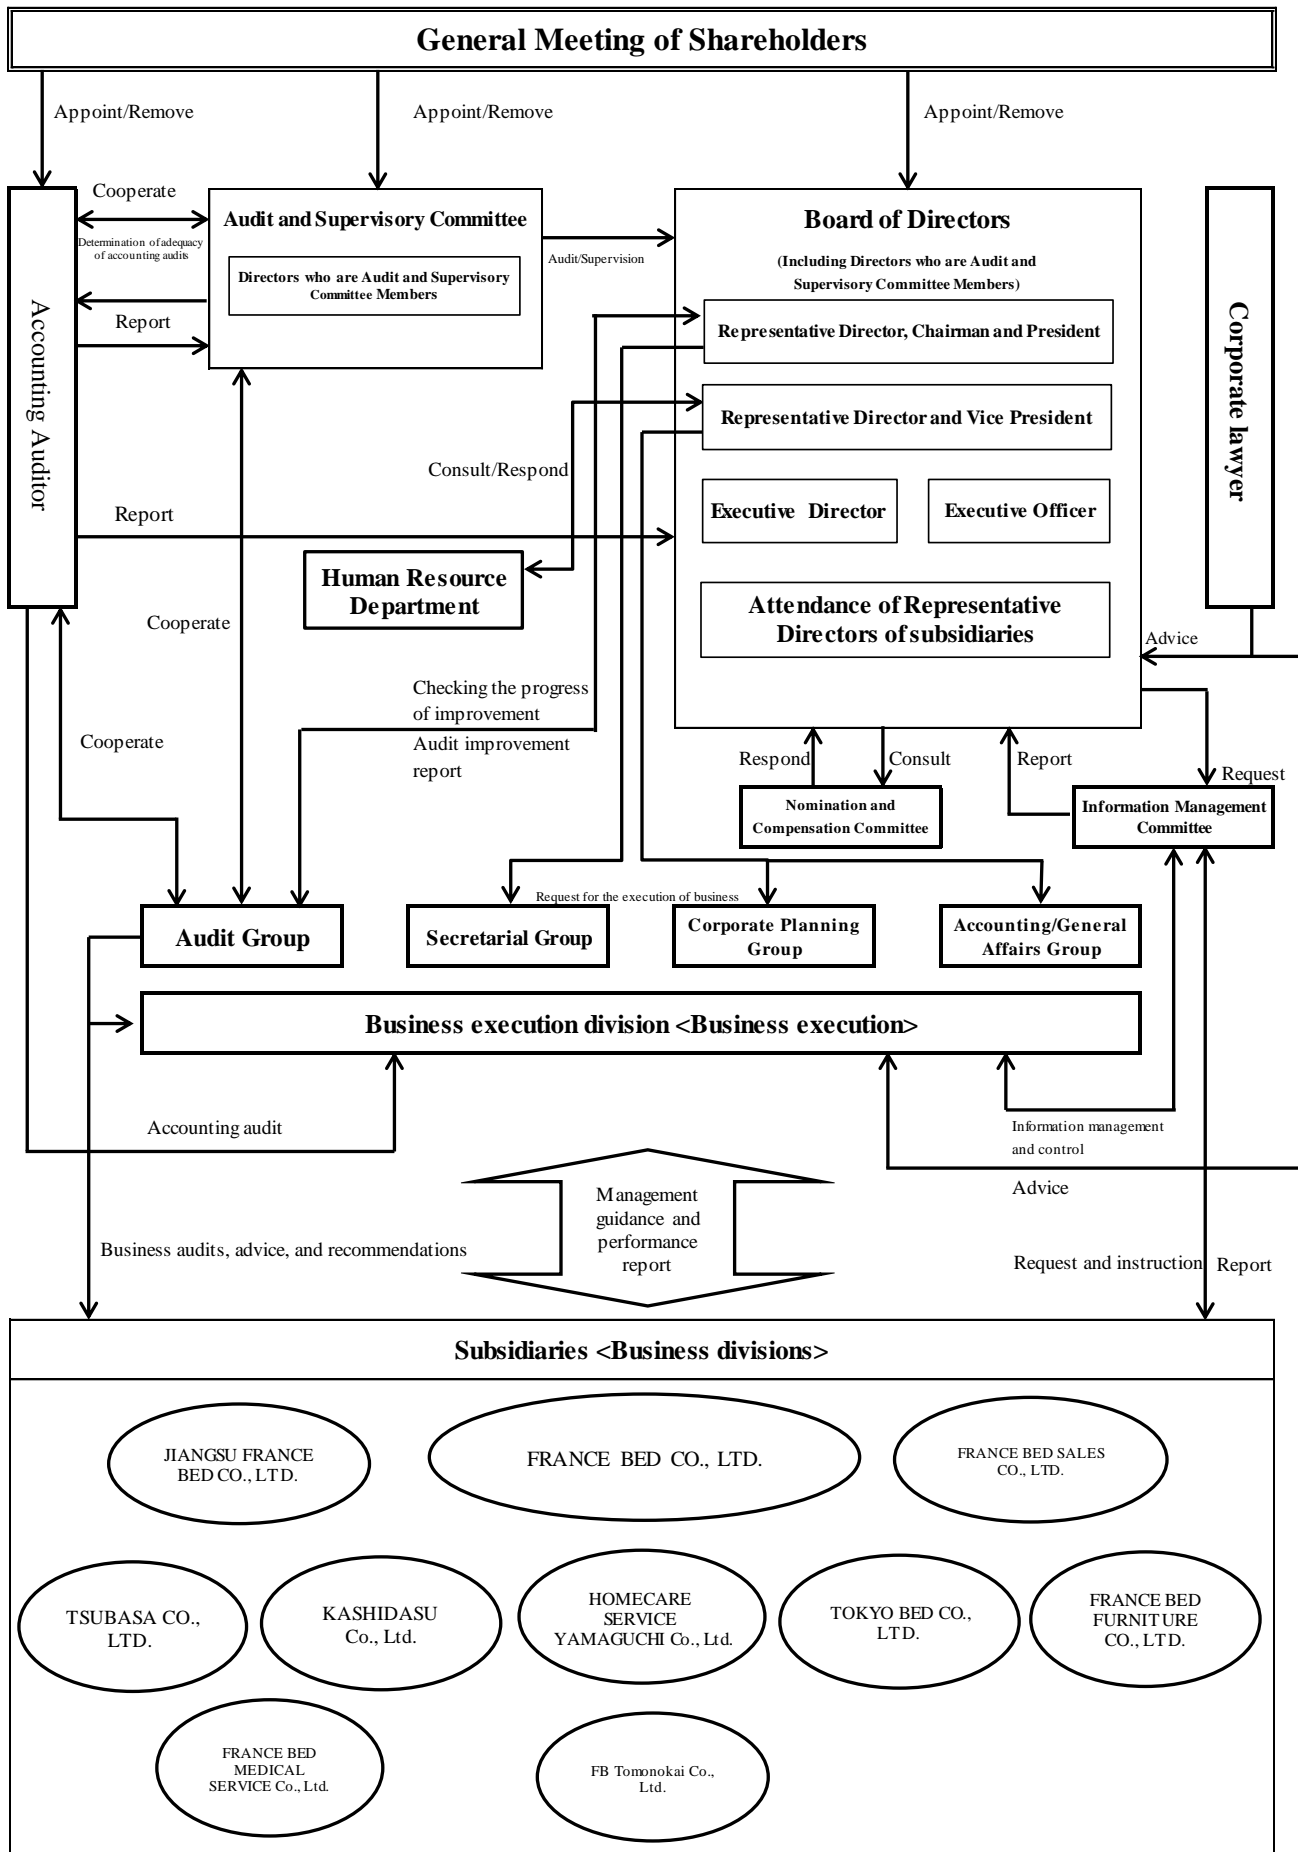 General Meeting of Shareholders
Appoint/Remove
Appoint/Remove
Appoint/Remove
Cooperate
Determination of adequacy
of accounting audits
Report
Accounting Auditor
Audit and Supervisory Committee
Directors who are Audit and Supervisory
Committee Members
Audit/Supervision
Board of Directors
(Including Directors who are Audit and
Supervisory Committee Members)
Representative Director, Chairman and President
Representative Director and Vice President
Executive Director
Executive Officer
Attendance of Representative
Directors of subsidiaries
Corporate lawyer
Consult/Respond
Report
Human Resource
Department
Cooperate
Advice
Checking the progress
of improvement
Audit improvement
report
Cooperate
Respond
Consult
Report
Request
Nomination and
Compensation Committee
Information Management
Committee
Request for the execution of business
Audit Group
Secretarial Group
Corporate Planning
Group
Accounting/General
Affairs Group
Business execution division <Business execution>
Accounting audit
Information management
and control
Advice
Management
guidance and
performance
report
Business audits, advice, and recommendations
Request and instruction
Report
Subsidiaries <Business divisions>
JIANGSU FRANCE
BED CO., LTD.
FRANCE BED CO., LTD.
FRANCE BED SALES
CO., LTD.
TSUBASA CO.,
LTD.
KASHIDASU
Co., Ltd.
HOMECARE
SERVICE
YAMAGUCHI Co., Ltd.
TOKYO BED CO.,
LTD.
FRANCE BED
FURNITURE
CO., LTD.
FRANCE BED
MEDICAL
SERVICE Co., Ltd.
FB Tomonokai Co.,
Ltd.